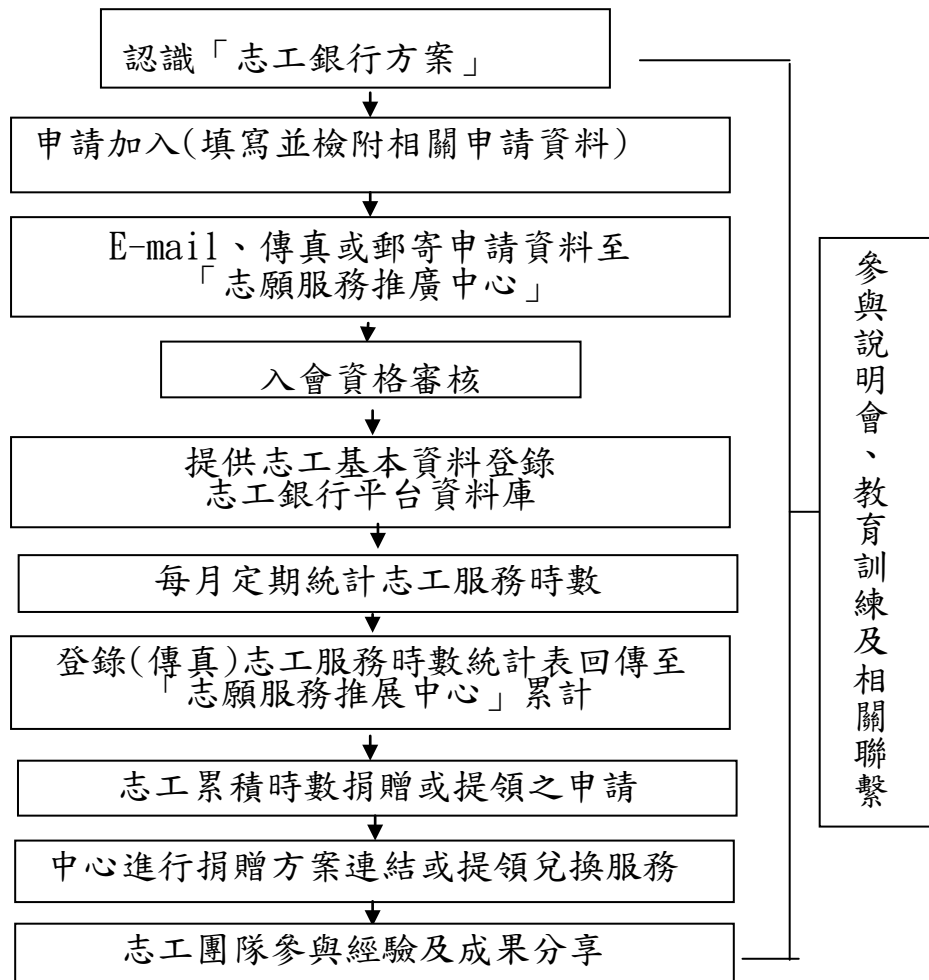 認識「志工銀行方案」
申請加入(填寫並檢附相關申請資料)
E-mail、傳真或郵寄申請資料至
「志願服務推廣中心」
入會資格審核
提供志工基本資料登錄
志工銀行平台資料庫
每月定期統計志工服務時數
登錄(傳真)志工服務時數統計表回傳至
「志願服務推展中心」累計
志工累積時數捐贈或提領之申請
中心進行捐贈方案連結或提領兌換服務
志工團隊參與經驗及成果分享
參與說明會、教育訓練及相關聯繫